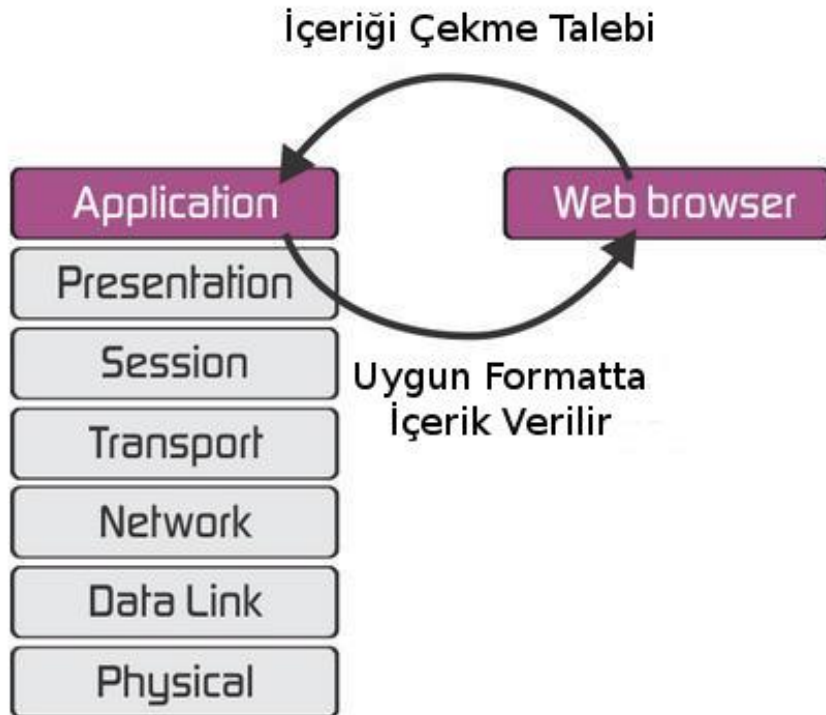 İçeriği Çekme Talebi
Application
Web browser
Presentation
Session
Uygun Formatta
İçerik Verilir
Transport
Network
Data Link
Physical